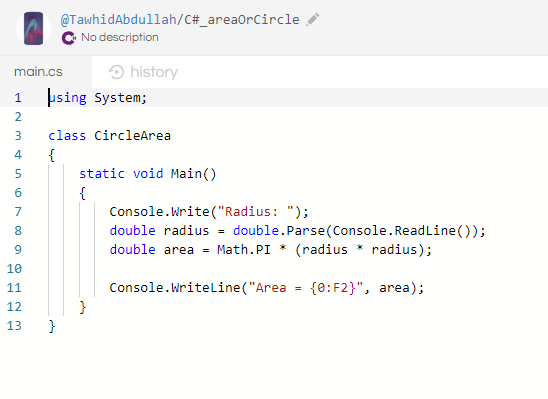 @TawhidAbdullah/C#_areaOrCircle
No description
main.cs
history
1 using System;
2
3 class CircleArea
4 {
5 static void Main()
6 {
7 Console.Write("Radius: ");
8 double radius = double.Parse(Console.ReadLine());
9 double area = Math.PI * (radius * radius);
10
11 Console.WriteLine("Area = {0:F2}", area);
12 }
13 }